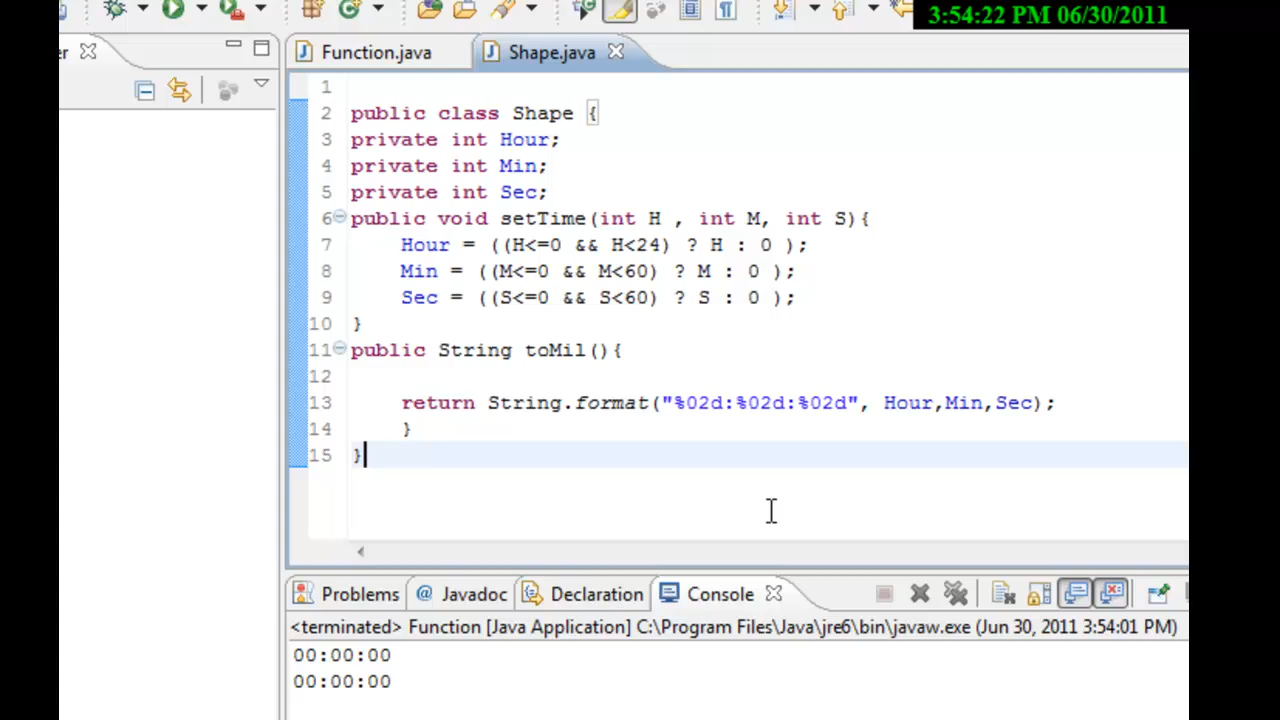 3:54:22 PM 06/30/2011
er
Function.java
Shape.java
1
2 public class Shape {
3 private int Hour;
4 private int Min;
5 private int Sec;
6 public void setTime(int H , int M, int S){
7 Hour = ((H<=0 && H<24) ? H : 0 );
8 Min = ((M<=0 && M<60) ? M : 0 );
9 Sec = ((S<=0 && S<60) ? S : 0 );
10 }
11 public String toMil(){
12
13 return String.format("%02d:%02d:%02d", Hour,Min,Sec);
14 }
15 }
Problems @ Javadoc Declaration Console
<terminated> Function [Java Application] C:\Program Files\Java\jre6\bin\javaw.exe (Jun 30, 2011 3:54:01 PM)
00:00:00
00:00:00